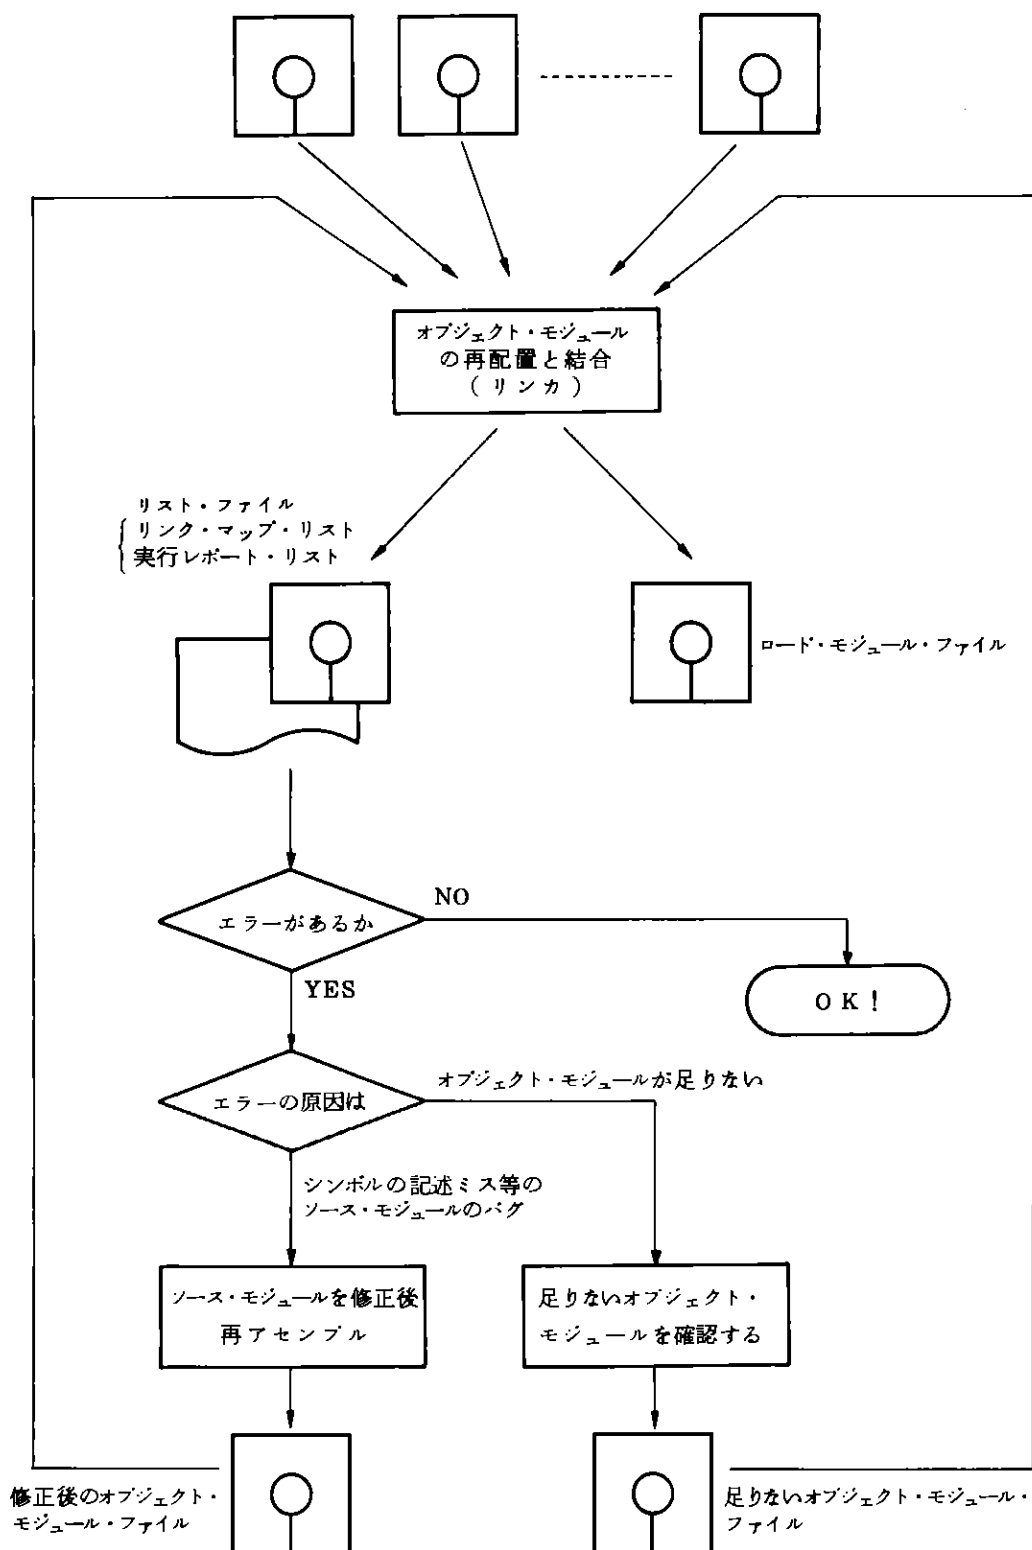 オブジェクト・モジュール
の再配置と結合
(リンカ)
リスト・ファイル
リンク・マップ・リスト
実行レポート・リスト
ロード・モジュール・ファイル
エラーがあるか
NO
YES
OK!
エラーの原因は
オブジェクト・モジュールが足りない
シンボルの記述ミス等の
ソース・モジュールのバグ
ソース・モジュールを修正後
再アセンブル
足りないオブジェクト・
モジュールを確認する
修正後のオブジェクト・
モジュール・ファイル
足りないオブジェクト・モジュール・
ファイル